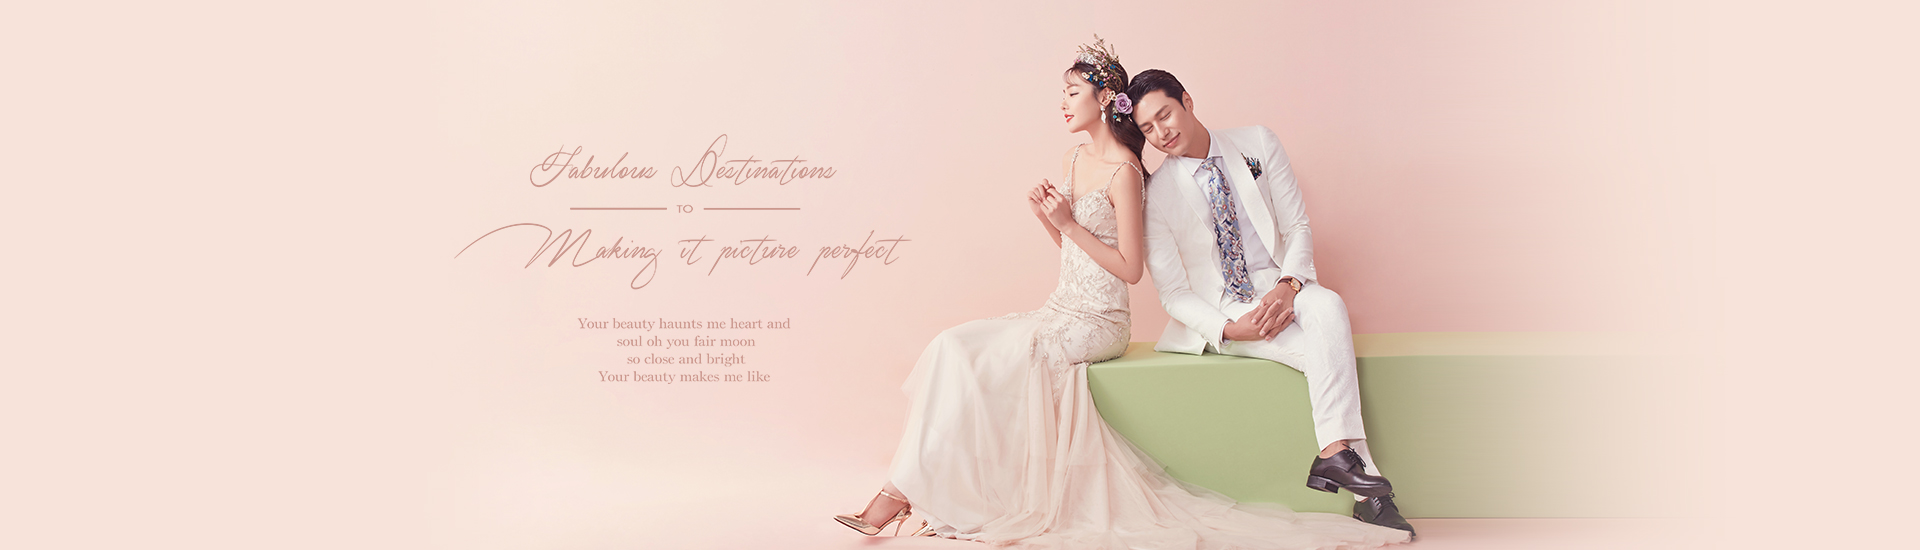 Fabulous Destinations
TO
Making it picture perfect
Your beauty haunts me heart and
soul oh you fair moon
so close and bright
Your beauty makes me like